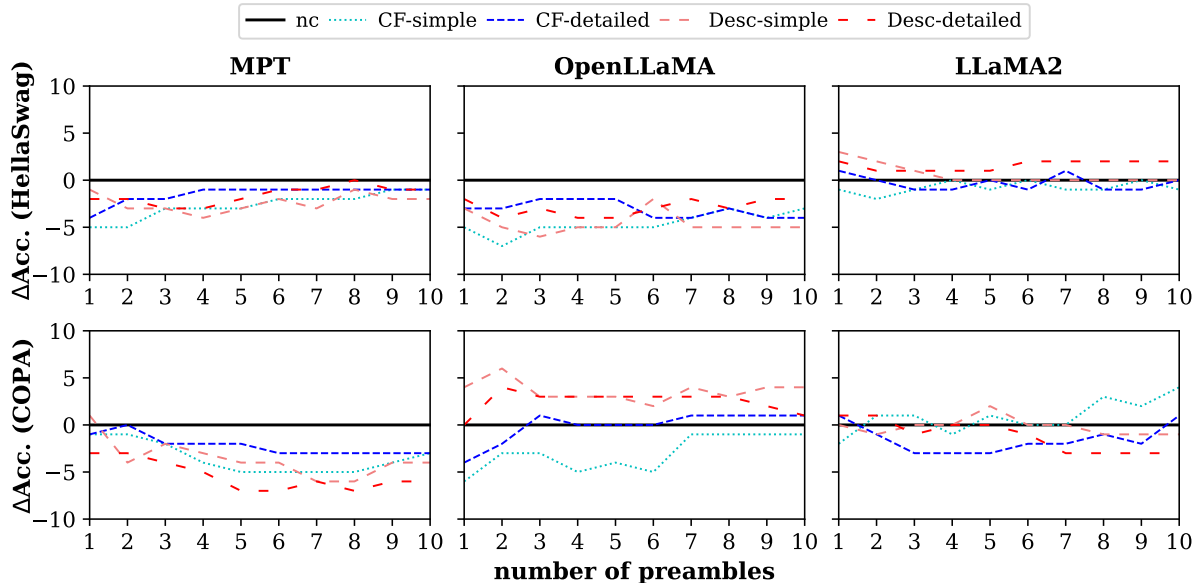 nc CF-simple CF-detailed Desc-simple Desc-detailed
MPT OpenLLaMA LLaMA2
ΔAcc. (HellaSwag)
10
5
0
−5
−10
1 2 3 4 5 6 7 8 9 10
1 2 3 4 5 6 7 8 9 10
1 2 3 4 5 6 7 8 9 10
ΔAcc. (COPA)
10
5
0
−5
−10
1 2 3 4 5 6 7 8 9 10
1 2 3 4 5 6 7 8 9 10
1 2 3 4 5 6 7 8 9 10
number of preambles